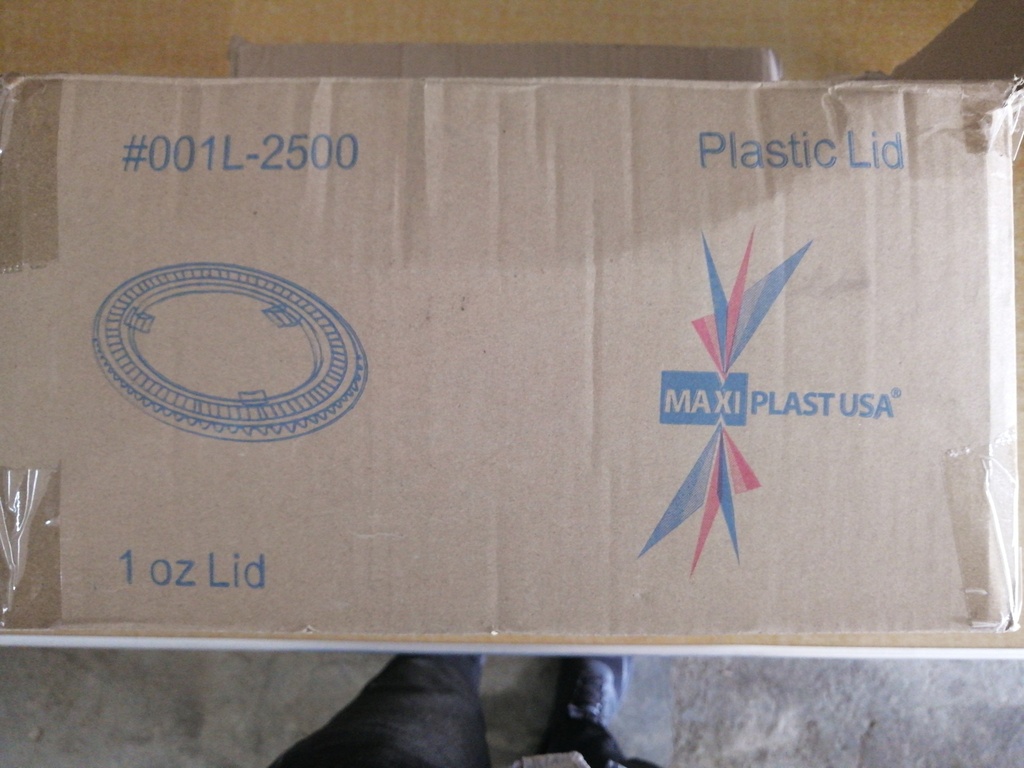 #001L-2500
Plastic Lid
MAXI PLAST USA®
1 oz Lid